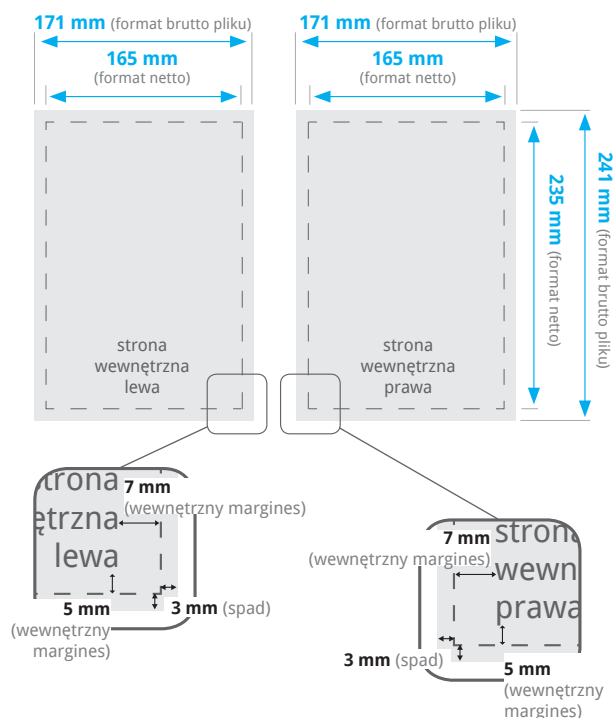 171 mm (format brutto pliku)
165 mm
(format netto)
171 mm (format brutto pliku)
165 mm
(format netto)
235 mm (format netto)
241 mm (format brutto pliku)
strona
wewnętrzna
lewa
strona
wewnętrzna
prawa
strona
ętrzna
lewa
7 mm
(wewnętrzny margines)
5 mm
(wewnętrzny
margines)
3 mm (spad)
strona
wewn
prawa
7 mm
(wewnętrzny margines)
3 mm (spad)
5 mm
(wewnętrzny
margines)